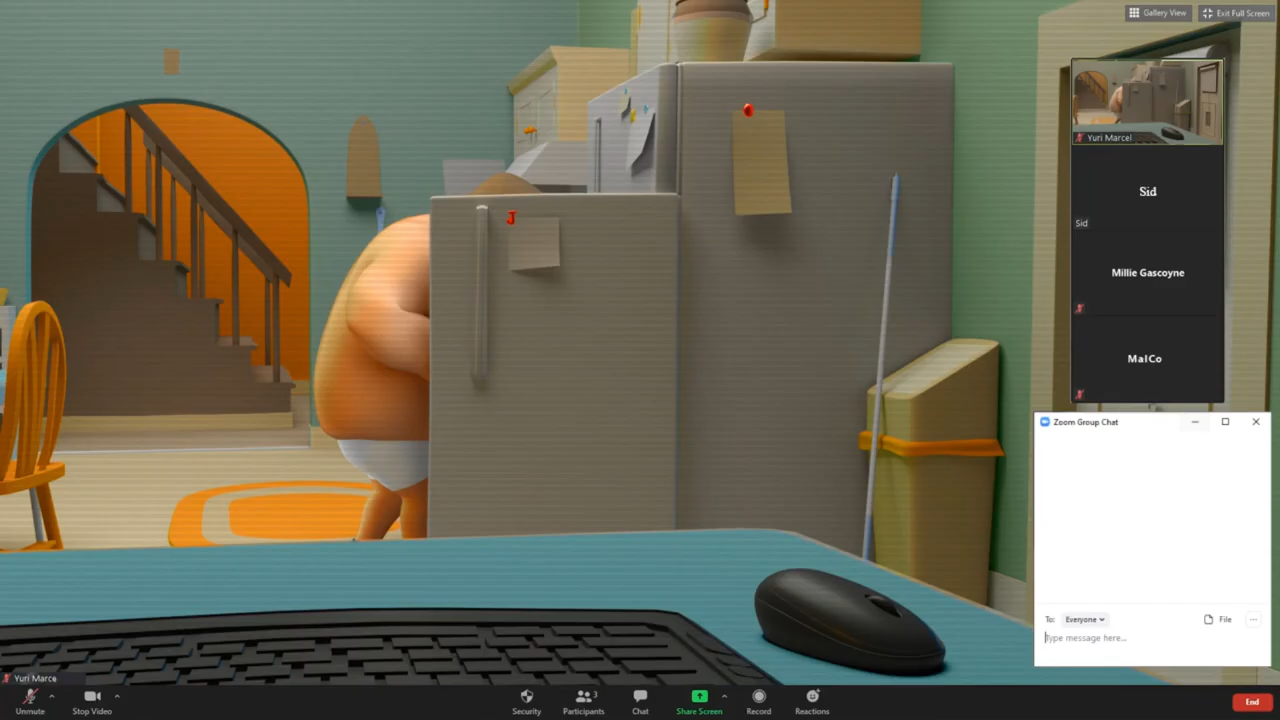 Gallery View
Exit Full Screen
Yuri Marcel
Sid
Sid
Millie Gascoyne
MalCo
Zoom Group Chat
J
To: Everyone
File
Type message here...
Yuri Marce
Unmute
Stop Video
Security
Participants
3
Chat
Share Screen
Record
Reactions
End